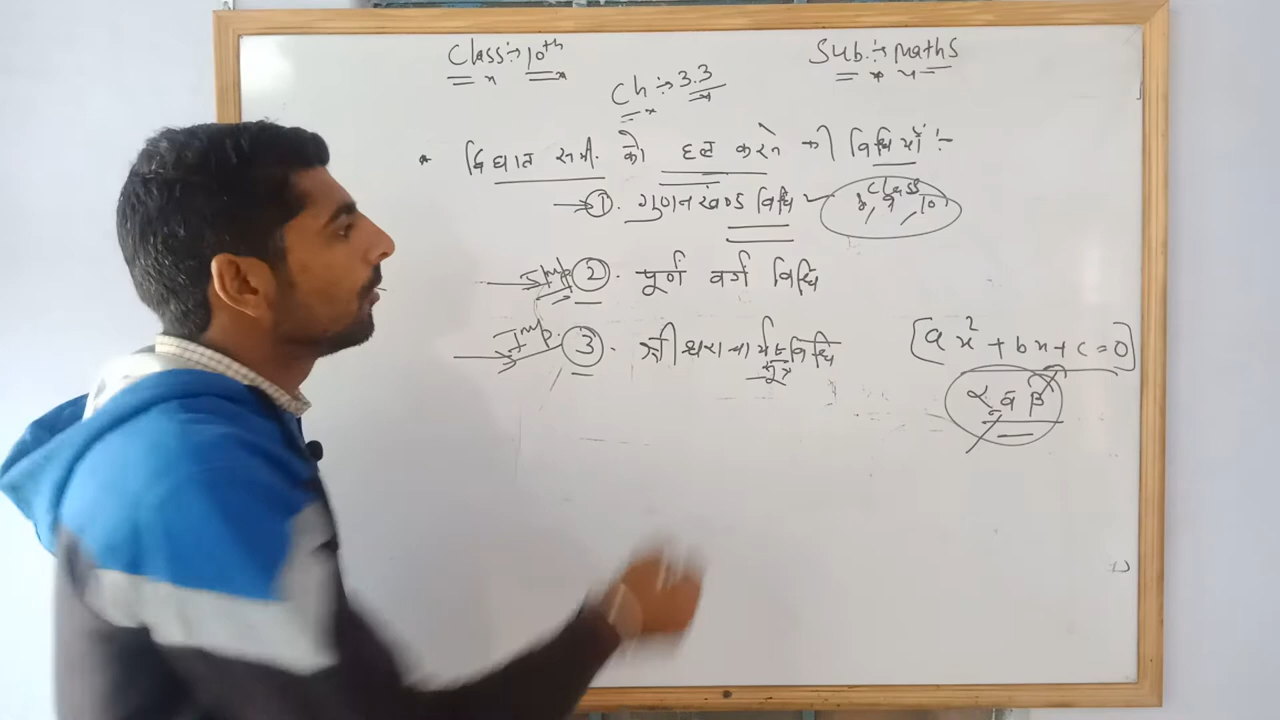 Class:- 10th
Sub:- Maths
Ch:- 3.3
* द्विघात समी. को हल करने की विधियाँ :-
→ ①. गुणनखंड विधि
Class
8, 9, 10
→ Imp ②. पूर्ण वर्ग विधि
→ Imp. ③. श्री धराचार्य विधि
सूत्र
[ax² + bx + c = 0]
α व β